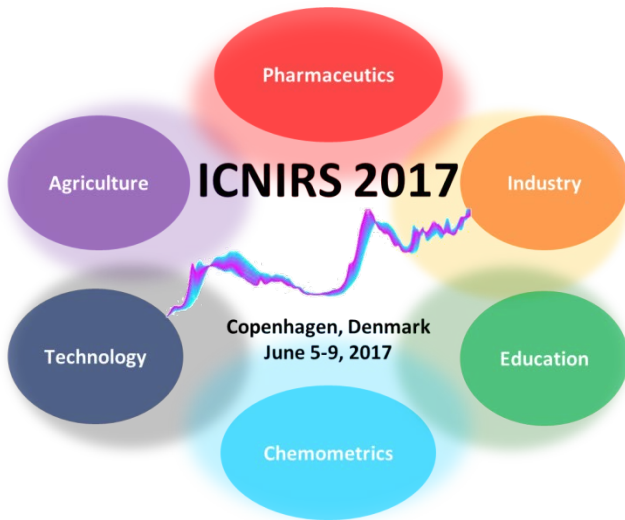 Pharmaceutics
Agriculture
ICNIRS 2017
Industry
Copenhagen, Denmark
June 5-9, 2017
Technology
Education
Chemometrics